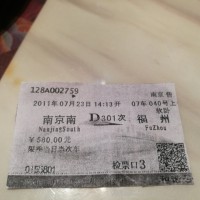 128A002759
南京 售
2011年07月23日 14:13开 07车 040号上
软卧
南京南 D301次 福州
NanjingSouth FuZhou
¥560.00元
限乘当日当次车
检票口3